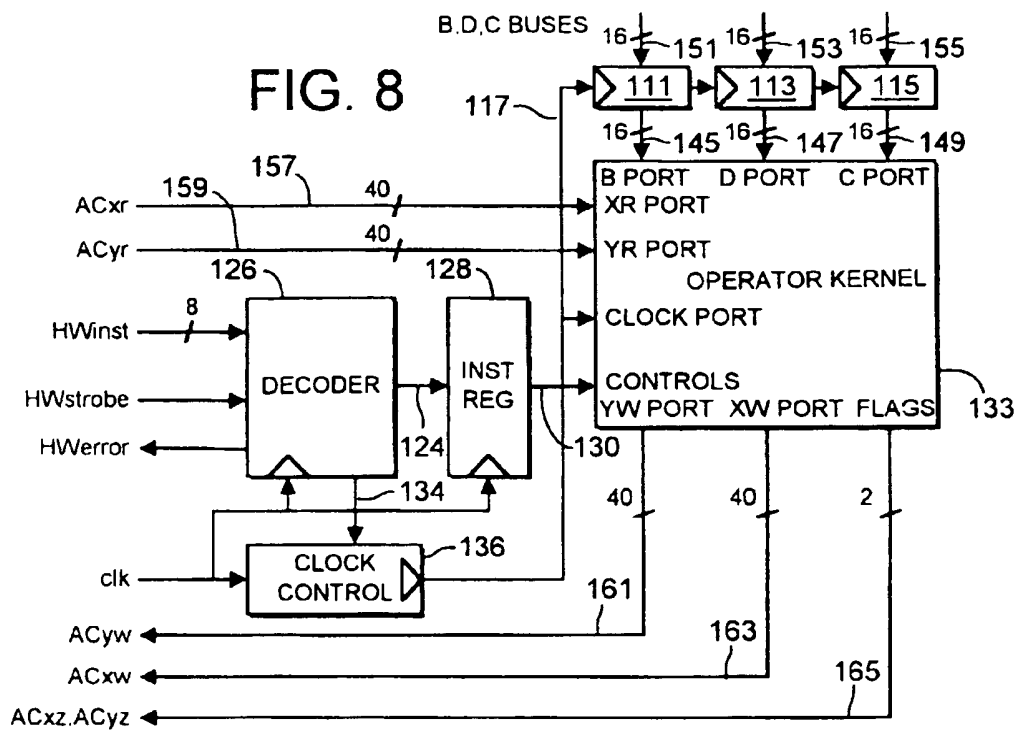 B,D,C BUSES
16 151 16 153 16 155
FIG. 8
111 113 115
117
16 145 16 147 16 149
B PORT D PORT C PORT
159 157 40
ACxr XR PORT
40
ACyr YR PORT
126 128
OPERATOR KERNEL
8
HWinst
CLOCK PORT
DECODER
INST
REG
CONTROLS
HWstrobe
133
YW PORT XW PORT FLAGS
HWerror
124 130
134
40 40 2
136
CLOCK
CONTROL
clk
161
ACyw
163
ACxw
165
ACxz,ACyz